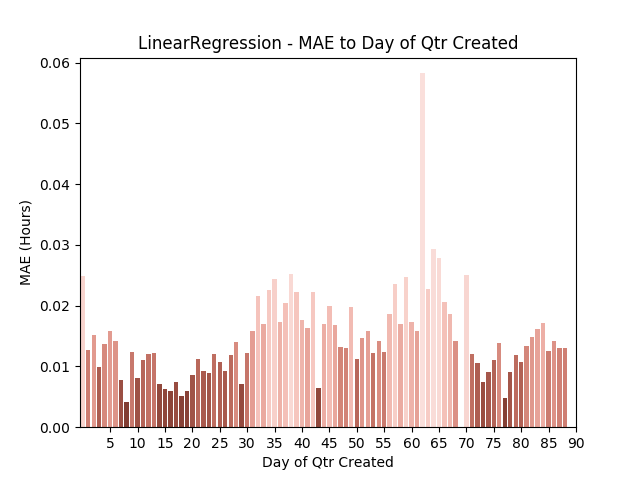 LinearRegression - MAE to Day of Qtr Created
0.06
0.05
0.04
0.03
0.02
0.01
0.00
MAE (Hours)
5 10 15 20 25 30 35 40 45 50 55 60 65 70 75 80 85 90
Day of Qtr Created